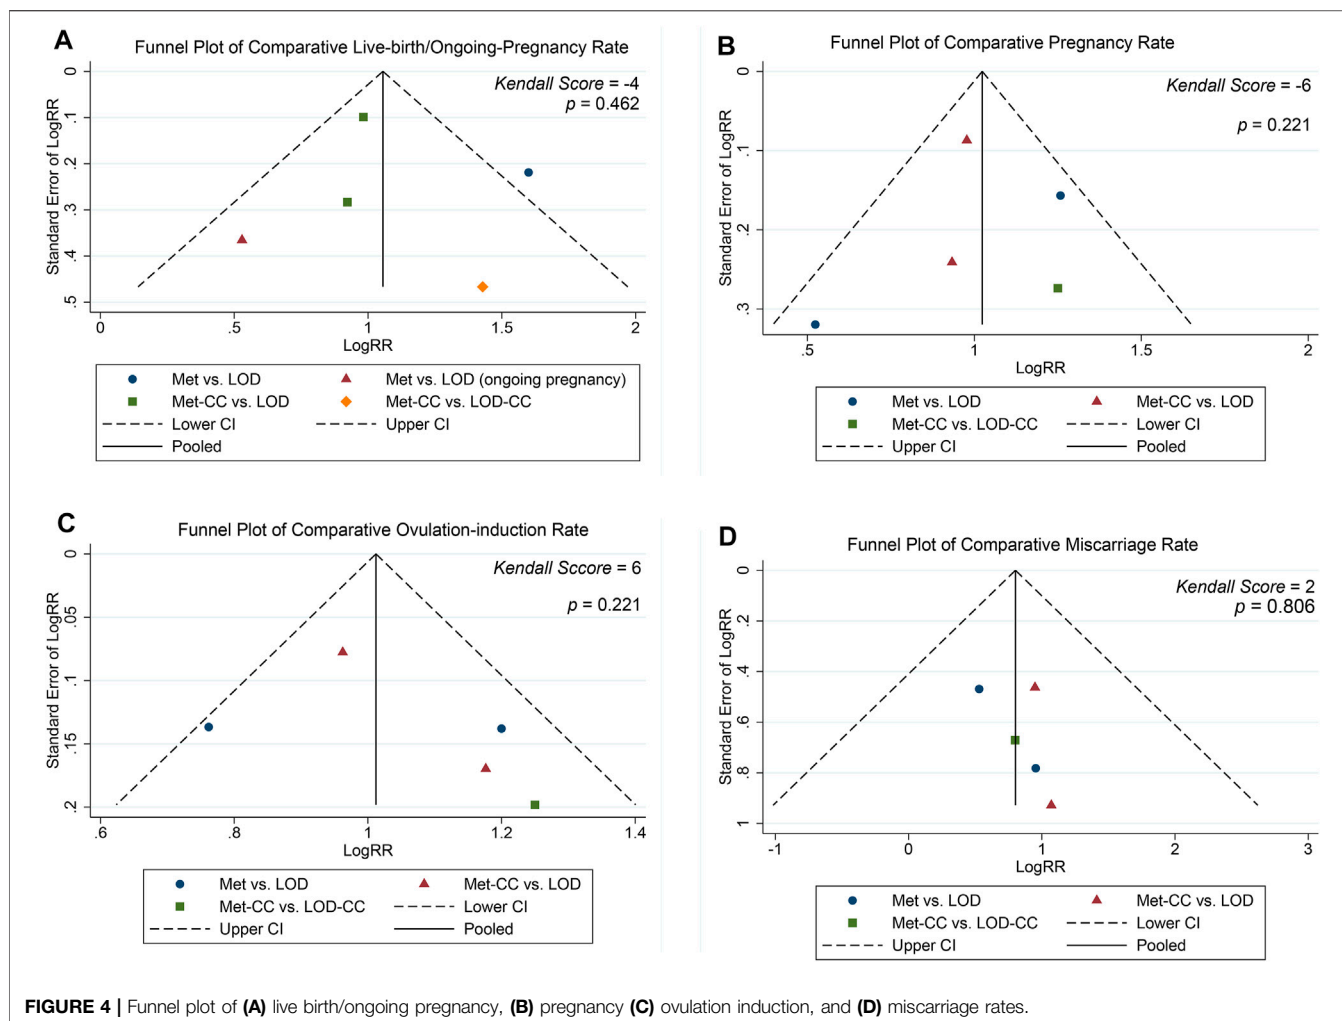 A
Funnel Plot of Comparative Live-birth/Ongoing-Pregnancy Rate
Kendall Score = -4
p = 0.462
Standard Error of LogRR
0
.1
.2
.3
.4
.5
0 .5 1 1.5 2
LogRR
Met vs. LOD Met vs. LOD (ongoing pregnancy)
Met-CC vs. LOD Met-CC vs. LOD-CC
Lower CI Upper CI
Pooled
B
Funnel Plot of Comparative Pregnancy Rate
Kendall Score = -6
p = 0.221
Standard Error of LogRR
0
.1
.2
.3
.5 1 1.5 2
LogRR
Met vs. LOD Met-CC vs. LOD
Met-CC vs. LOD-CC Lower CI
Upper CI Pooled
C
Funnel Plot of Comparative Ovulation-induction Rate
Kendall Sccore = 6
p = 0.221
Standard Error of LogRR
0
.05
.1
.15
.2
.6 .8 1 1.2 1.4
LogRR
Met vs. LOD Met-CC vs. LOD
Met-CC vs. LOD-CC Lower CI
Upper CI Pooled
D
Funnel Plot of Comparative Miscarriage Rate
Kendall Score = 2
p = 0.806
Standard Error of LogRR
0
.2
.4
.6
.8
1
-1 0 1 2 3
LogRR
Met vs. LOD Met-CC vs. LOD
Met-CC vs. LOD-CC Lower CI
Upper CI Pooled
FIGURE 4 | Funnel plot of (A) live birth/ongoing pregnancy, (B) pregnancy (C) ovulation induction, and (D) miscarriage rates.